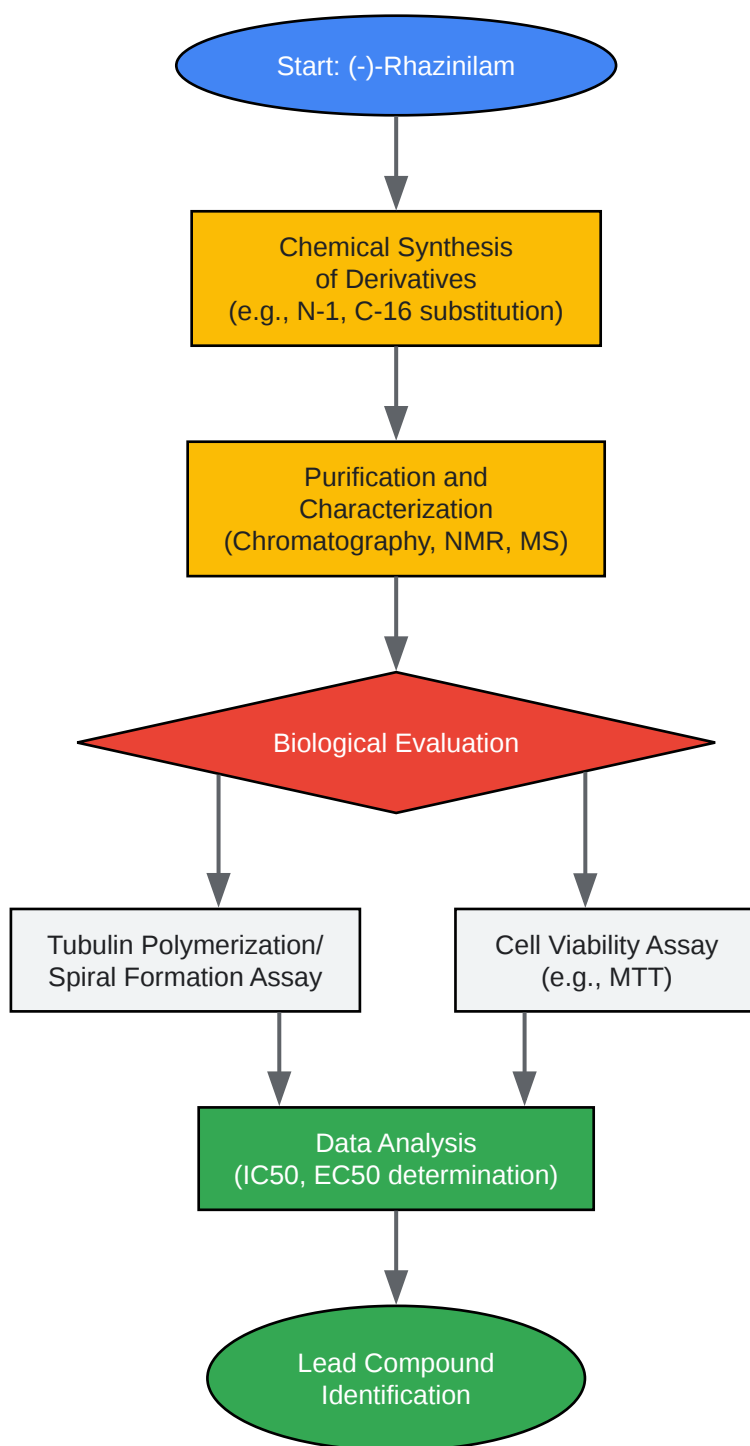 Start: (-)-Rhazinilam
Chemical Synthesis
of Derivatives
(e.g., N-1, C-16 substitution)
Purification and
Characterization
(Chromatography, NMR, MS)
Biological Evaluation
Tubulin Polymerization/
Spiral Formation Assay
Cell Viability Assay
(e.g., MTT)
Data Analysis
(IC50, EC50 determination)
Lead Compound
Identification